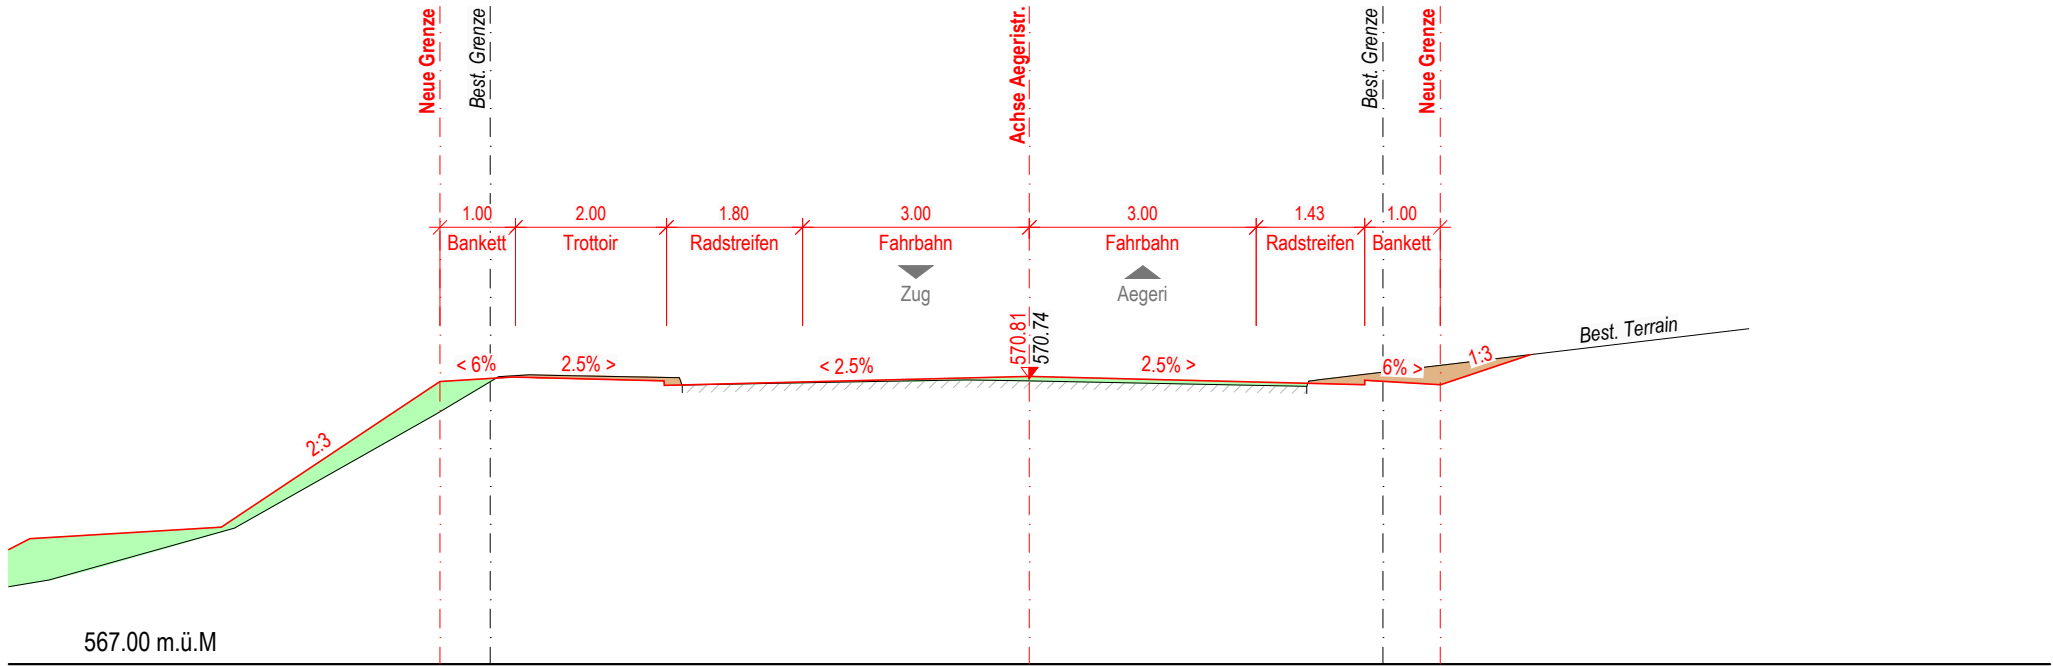 Neue Grenze
Best. Grenze
Achse Aegeristr.
Best. Grenze
Neue Grenze
1.00 2.00 1.80 3.00 3.00 1.43 1.00
Bankett Trottoir Radstreifen Fahrbahn Fahrbahn Radstreifen Bankett
Zug Aegeri
570.81
570.74
Best. Terrain
< 6% 2.5% > < 2.5% 2.5% > 6% > 1:3
2:3
567.00 m.ü.M